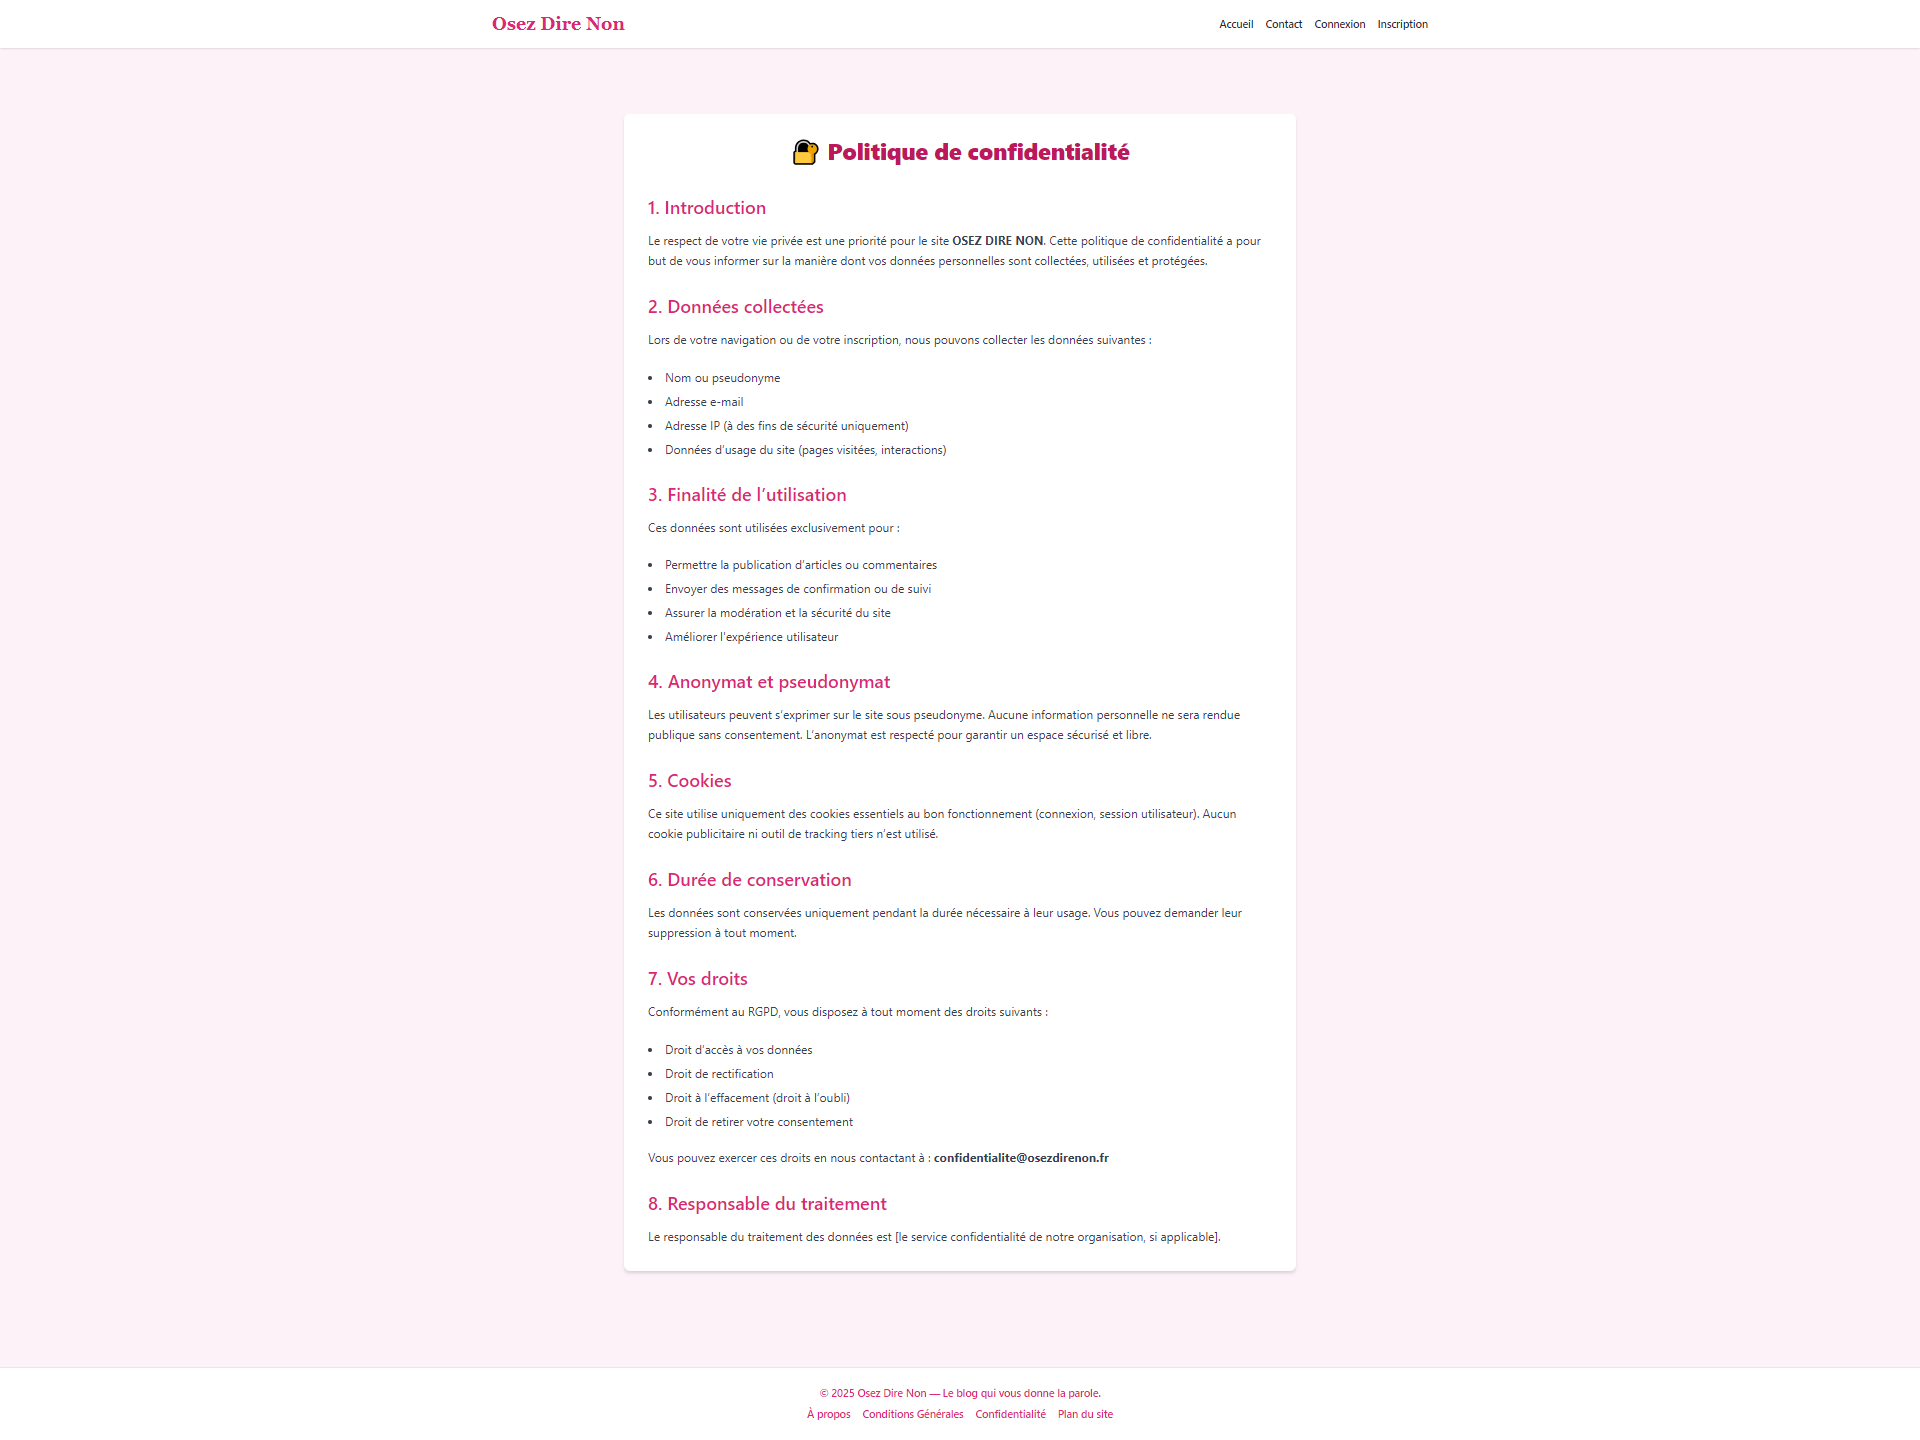 Osez Dire Non
Accueil Contact Connexion Inscription
🔐 Politique de confidentialité
1. Introduction
Le respect de votre vie privée est une priorité pour le site OSEZ DIRE NON. Cette politique de confidentialité a pour
but de vous informer sur la manière dont vos données personnelles sont collectées, utilisées et protégées.
2. Données collectées
Lors de votre navigation ou de votre inscription, nous pouvons collecter les données suivantes :
• Nom ou pseudonyme
• Adresse e-mail
• Adresse IP (à des fins de sécurité uniquement)
• Données d’usage du site (pages visitées, interactions)
3. Finalité de l’utilisation
Ces données sont utilisées exclusivement pour :
• Permettre la publication d’articles ou commentaires
• Envoyer des messages de confirmation ou de suivi
• Assurer la modération et la sécurité du site
• Améliorer l’expérience utilisateur
4. Anonymat et pseudonymat
Les utilisateurs peuvent s’exprimer sur le site sous pseudonyme. Aucune information personnelle ne sera rendue
publique sans consentement. L’anonymat est respecté pour garantir un espace sécurisé et libre.
5. Cookies
Ce site utilise uniquement des cookies essentiels au bon fonctionnement (connexion, session utilisateur). Aucun
cookie publicitaire ni outil de tracking tiers n’est utilisé.
6. Durée de conservation
Les données sont conservées uniquement pendant la durée nécessaire à leur usage. Vous pouvez demander leur
suppression à tout moment.
7. Vos droits
Conformément au RGPD, vous disposez à tout moment des droits suivants :
• Droit d’accès à vos données
• Droit de rectification
• Droit à l’effacement (droit à l’oubli)
• Droit de retirer votre consentement
Vous pouvez exercer ces droits en nous contactant à : confidentialite@osezdirenon.fr
8. Responsable du traitement
Le responsable du traitement des données est [le service confidentialité de notre organisation, si applicable].
© 2025 Osez Dire Non — Le blog qui vous donne la parole.
À propos Conditions Générales Confidentialité Plan du site